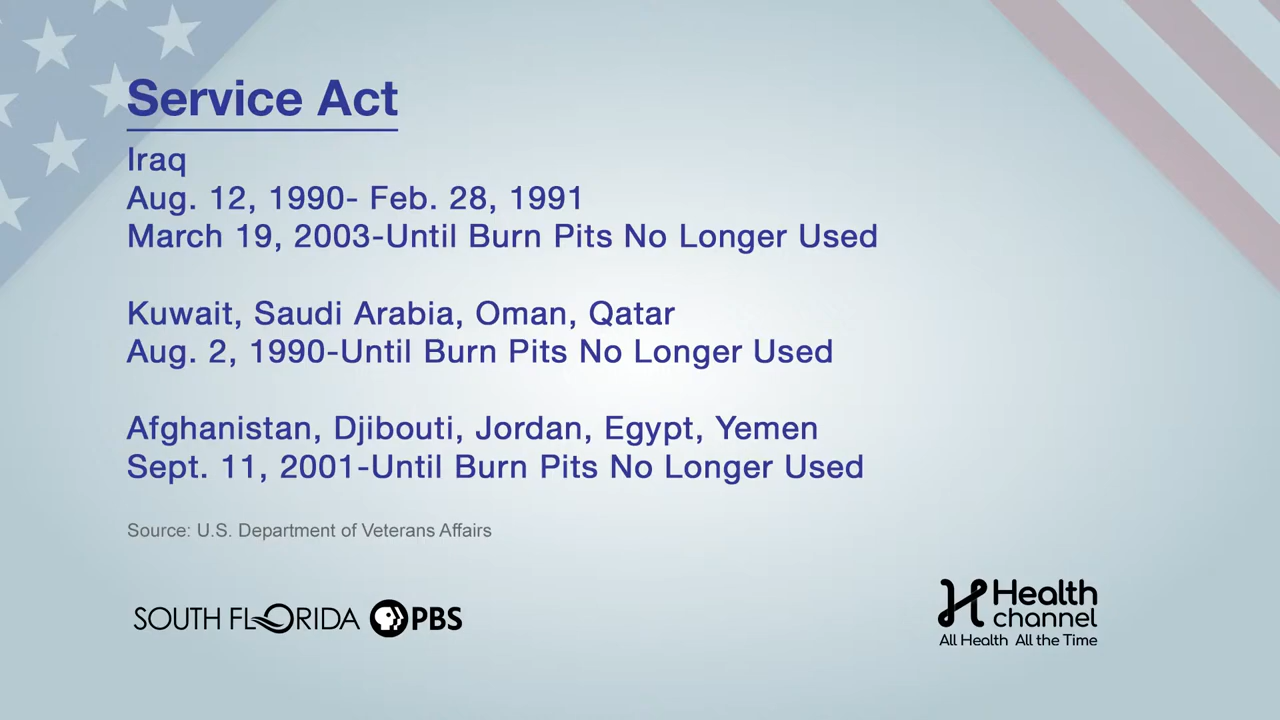 Service Act
Iraq
Aug. 12, 1990- Feb. 28, 1991
March 19, 2003-Until Burn Pits No Longer Used
Kuwait, Saudi Arabia, Oman, Qatar
Aug. 2, 1990-Until Burn Pits No Longer Used
Afghanistan, Djibouti, Jordan, Egypt, Yemen
Sept. 11, 2001-Until Burn Pits No Longer Used
Source: U.S. Department of Veterans Affairs
SOUTH FLORIDA PBS
Health
channel
All Health All the Time